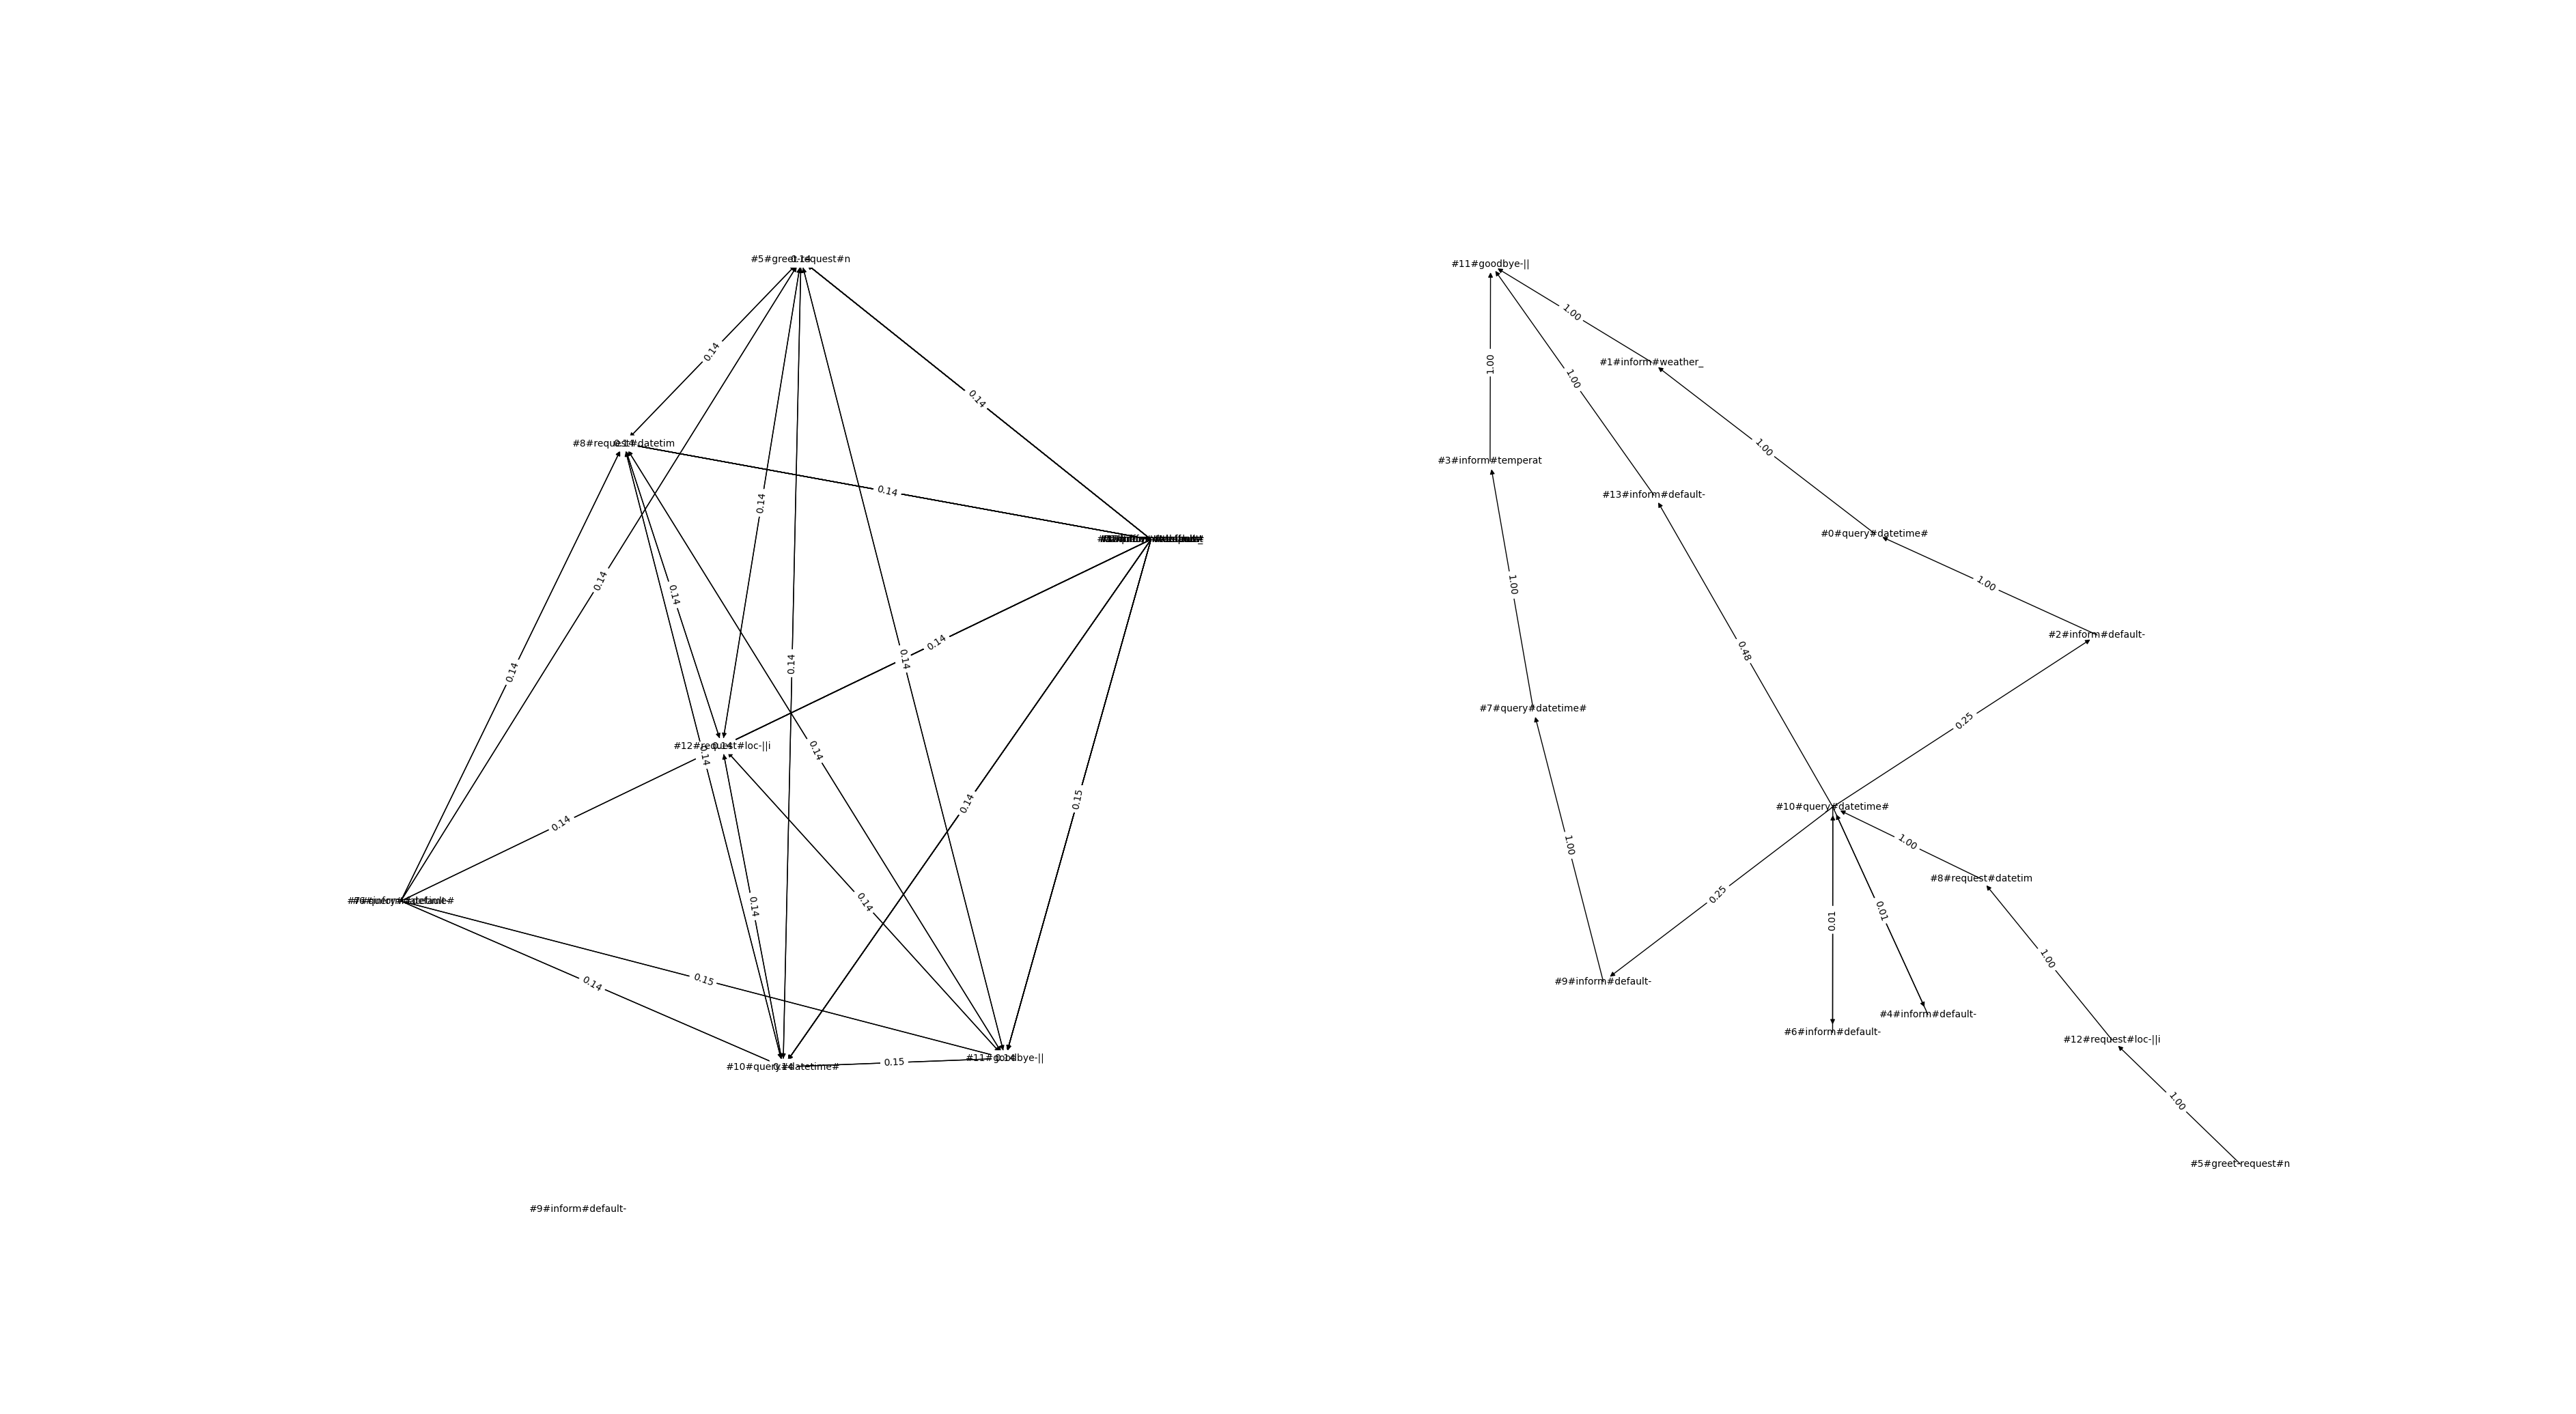 #5#greet-request#n
0.14
0.14
0.14
#8#request#datetim
0.14
0.14
0.14
0.14
0.14
0.14
0.14
0.14
0.14
0.14
0.14
#12#request#loc-||i
0.14
0.14
0.14
0.15
0.14
0.14
0.14
0.14
0.15
0.14
#10#query#datetime#
0.14
0.15
#11#goodbye-||
0.14
#9#inform#default-
#11#goodbye-||
1.00
#1#inform#weather_
1.00
1.00
1.00
#3#inform#temperat
#13#inform#default-
#0#query#datetime#
1.00
1.00
#2#inform#default-
0.48
#7#query#datetime#
0.25
#10#query#datetime#
1.00
1.00
#8#request#datetim
0.25
0.01
0.01
1.00
#9#inform#default-
#4#inform#default-
#6#inform#default-
#12#request#loc-||i
1.00
#5#greet-request#n